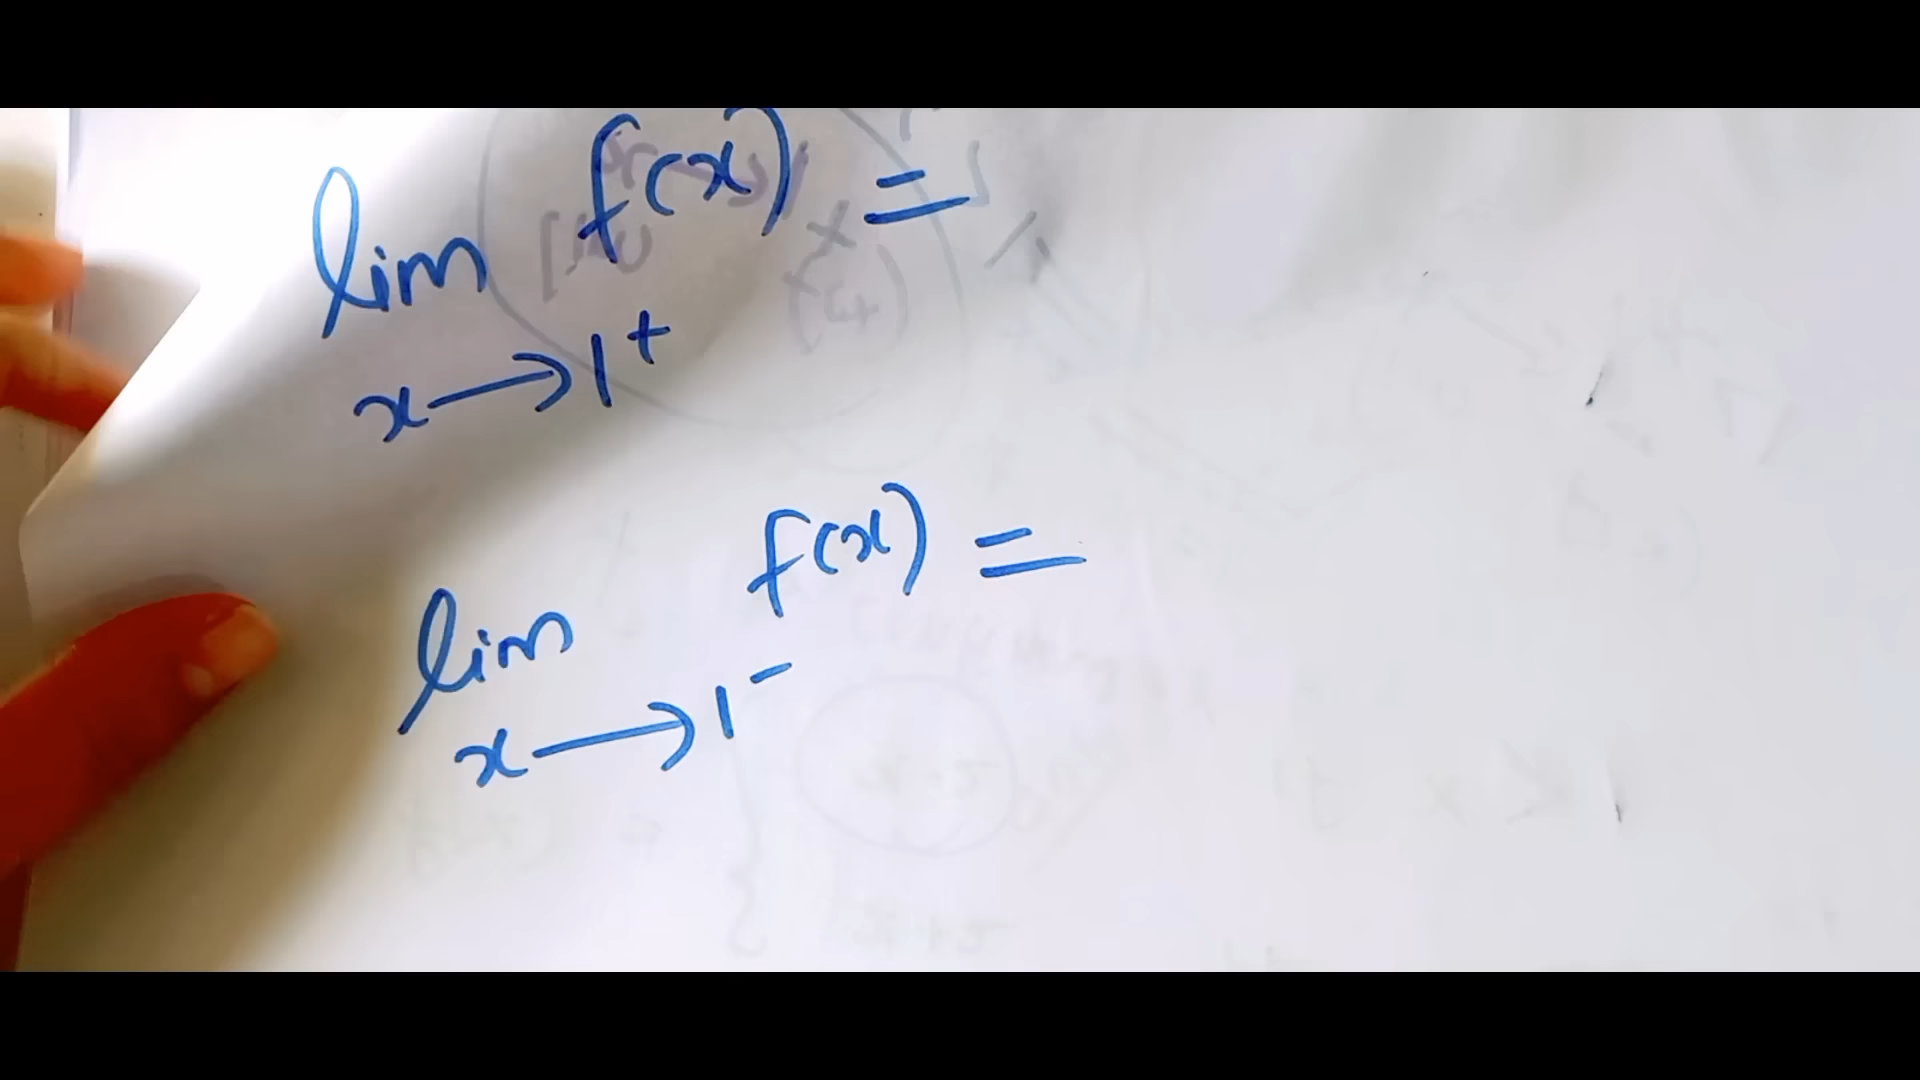 lim f(x) =
x→1⁺
lim f(x) =
x→1⁻